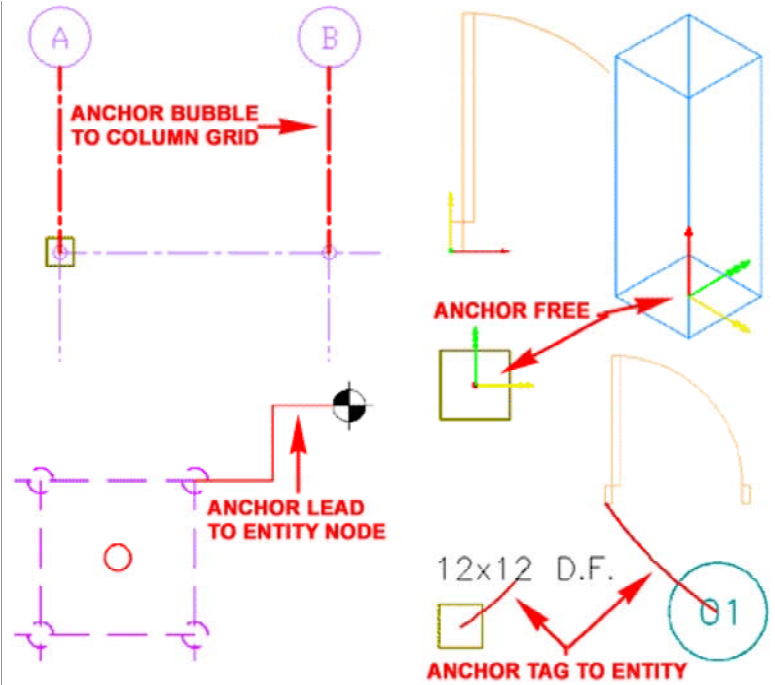 A
B
ANCHOR BUBBLE
TO COLUMN GRID
ANCHOR FREE
ANCHOR LEAD
TO ENTITY NODE
12x12 D.F.
01
ANCHOR TAG TO ENTITY